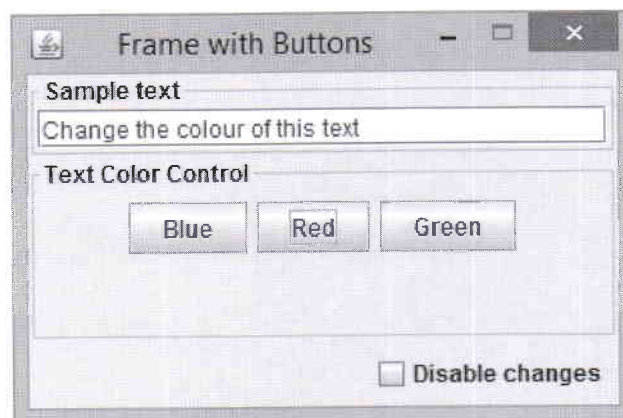 Frame with Buttons
Sample text
Change the colour of this text
Text Color Control
Blue Red Green
Disable changes